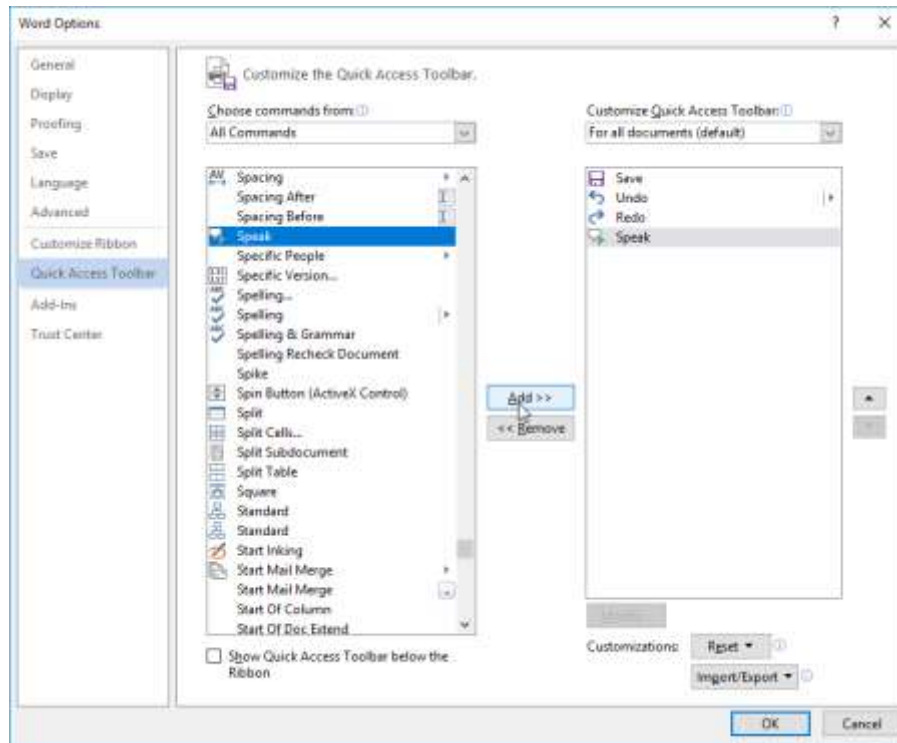 Word Options
?
General
Display
Proofing
Save
Language
Advanced
Customize Ribbon
Quick Access Toolbar
Add-Ins
Trust Center
Customize the Quick Access Toolbar.
Choose commands from:
All Commands
Spacing
Spacing After
Spacing Before
Speak
Specific People
Specific Version...
Spelling...
Spelling
Spelling & Grammar
Spelling Recheck Document
Spike
Spin Button (ActiveX Control)
Split
Split Cells...
Split Subdocument
Split Table
Square
Standard
Standard
Start Inking
Start Mail Merge
Start Mail Merge
Start Of Column
Start Of Doc Extend
Show Quick Access Toolbar below the
Ribbon
Add >>
<< Remove
Customize Quick Access Toolbar:
For all documents (default)
Save
Undo
Redo
Speak
Customizations:
Reset
Import/Export
OK
Cancel